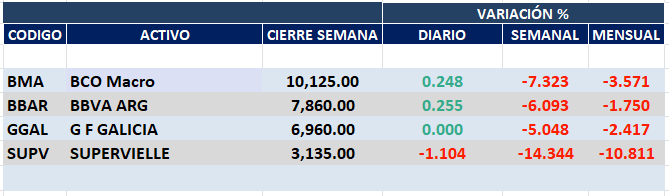 VARIACIÓN %
CODIGO ACTIVO CIERRE SEMANA DIARIO SEMANAL MENSUAL
BMA BCO Macro 10,125.00 0.248 -7.323 -3.571
BBAR BBVA ARG 7,860.00 0.255 -6.093 -1.750
GGAL G F GALICIA 6,960.00 0.000 -5.048 -2.417
SUPV SUPERVIELLE 3,135.00 -1.104 -14.344 -10.811